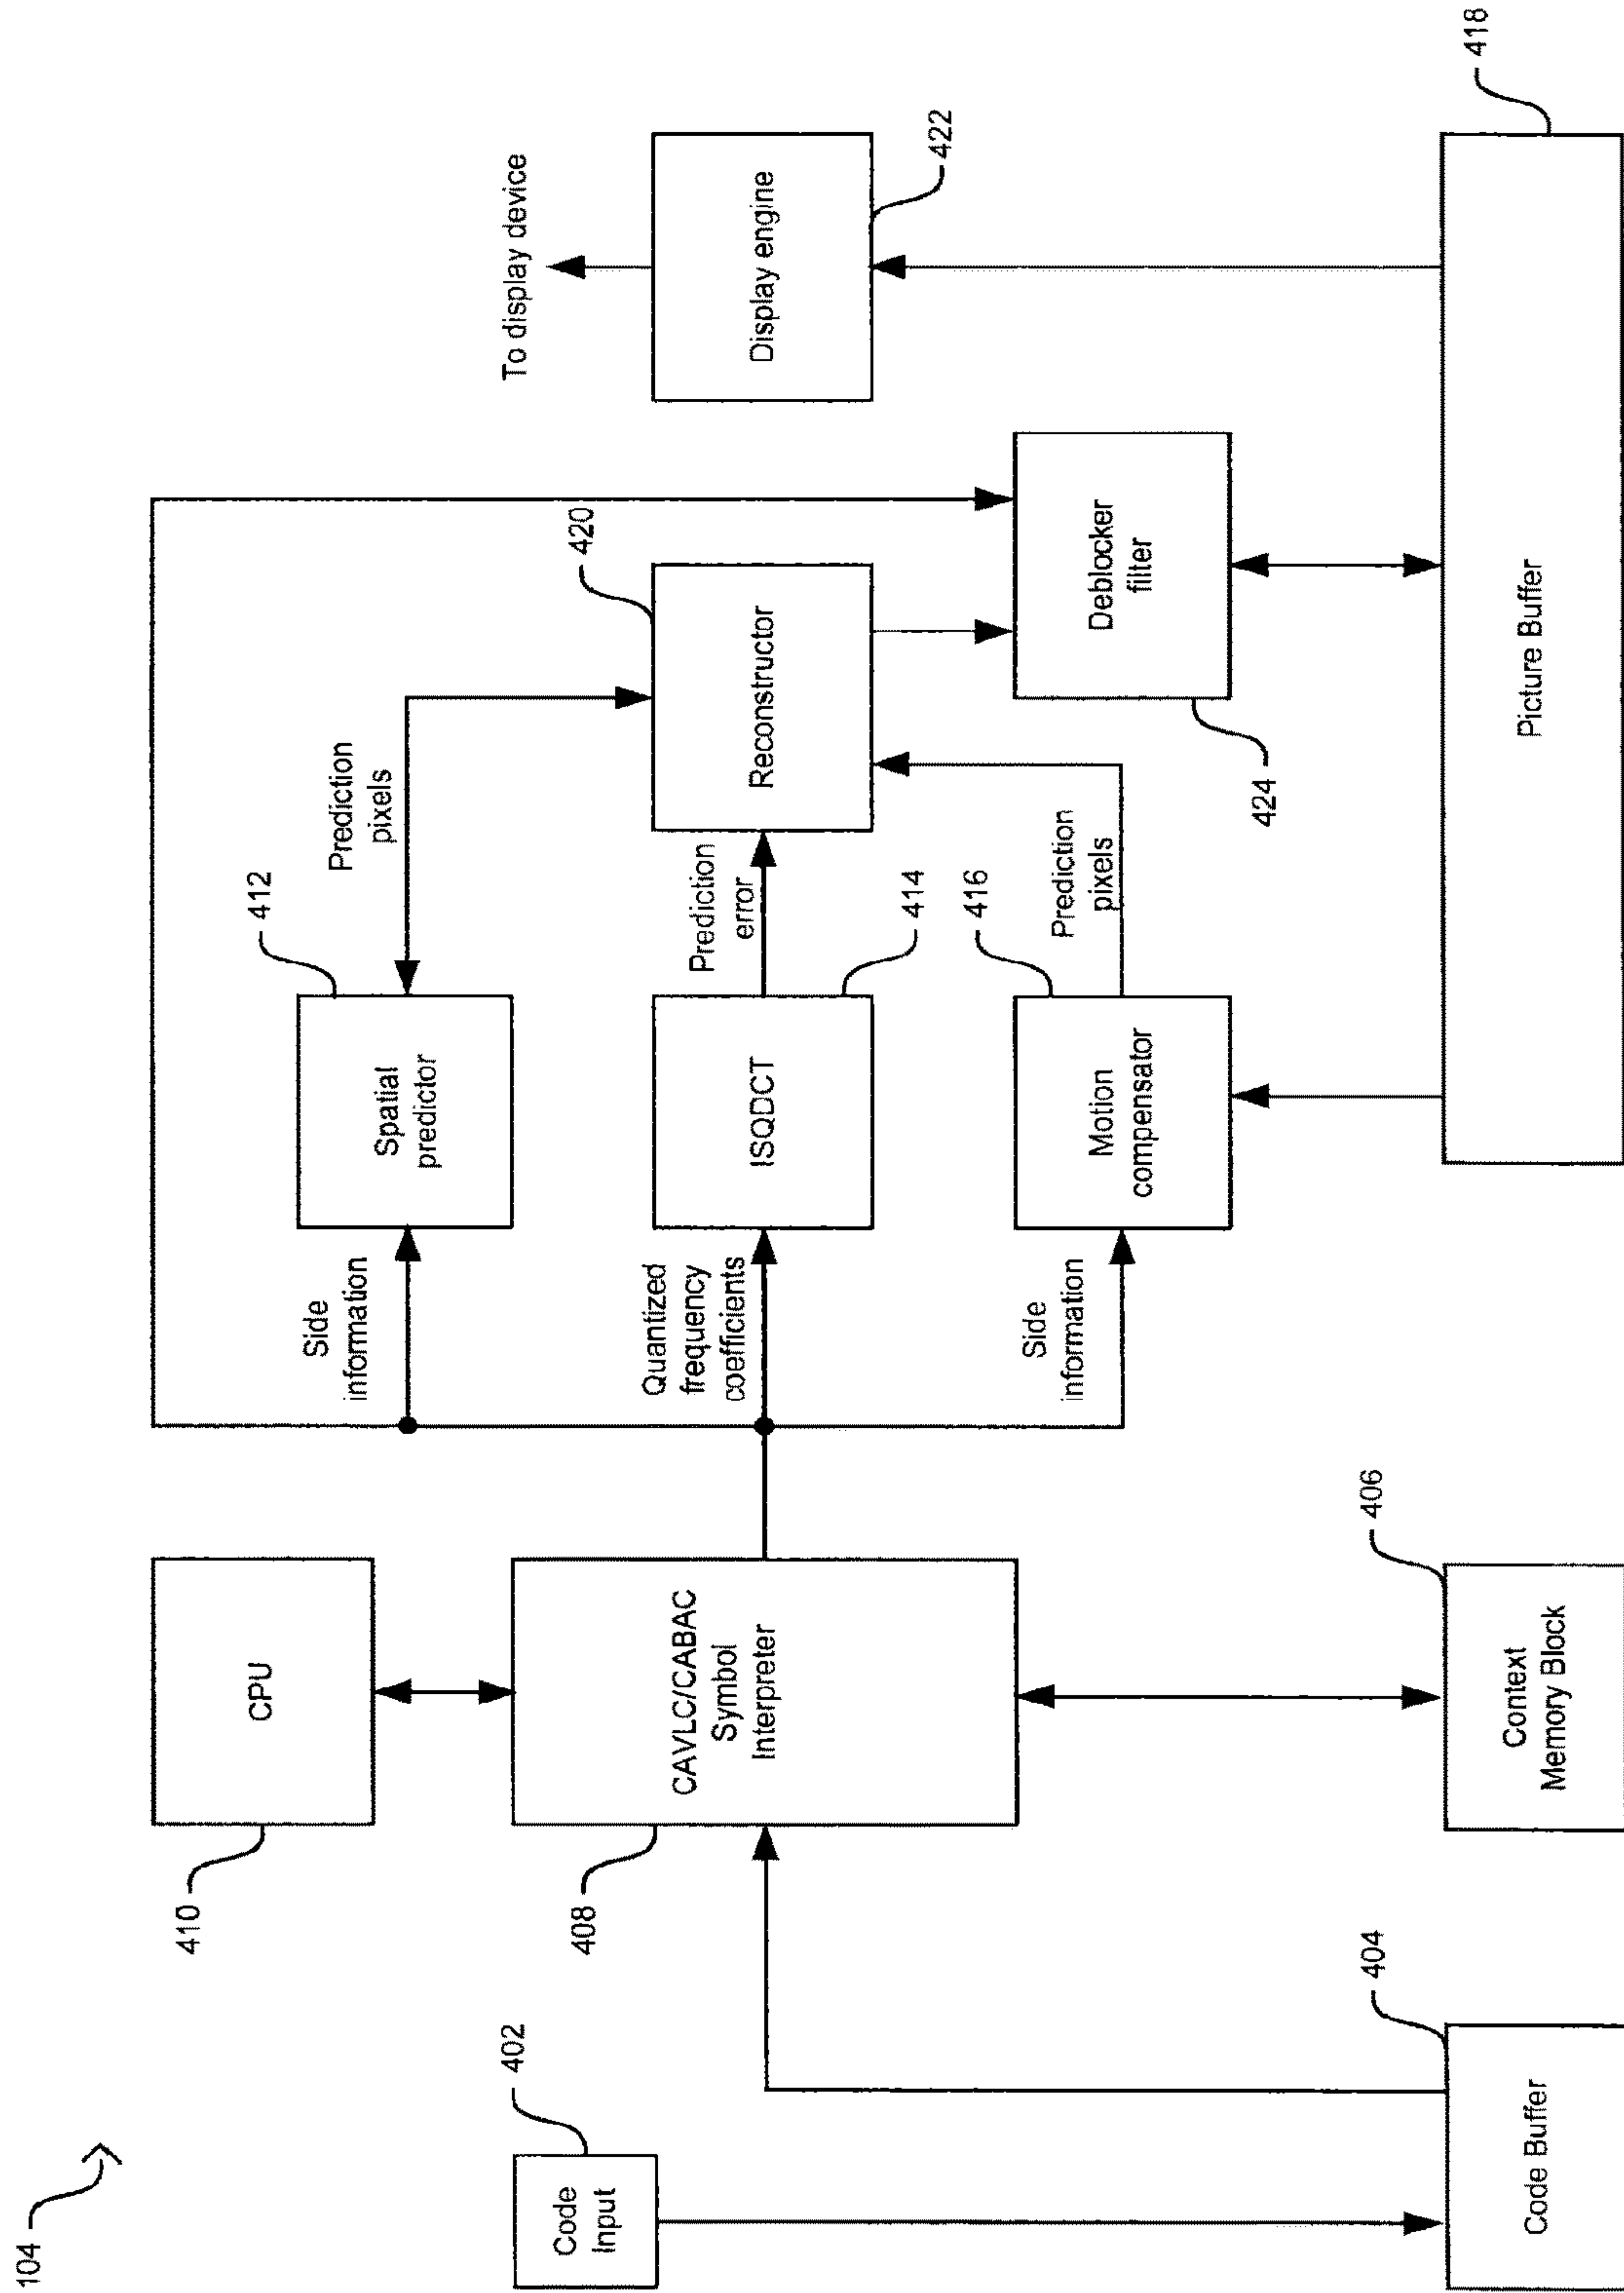 104
402
Code
Input
Code Buffer
404
410
CPU
408
CAVLC/CABAC
Symbol
Interpreter
406
Context
Memory Block
Side
information
Quantized
frequency
coefficients
Side
information
412
Spatial
predictor
ISQDCT
414
416
Motion
compensator
Prediction
pixels
Prediction
error
Prediction
pixels
420
Reconstructor
Deblocker
filter
424
To display device
Display engine
422
Picture Buffer
418